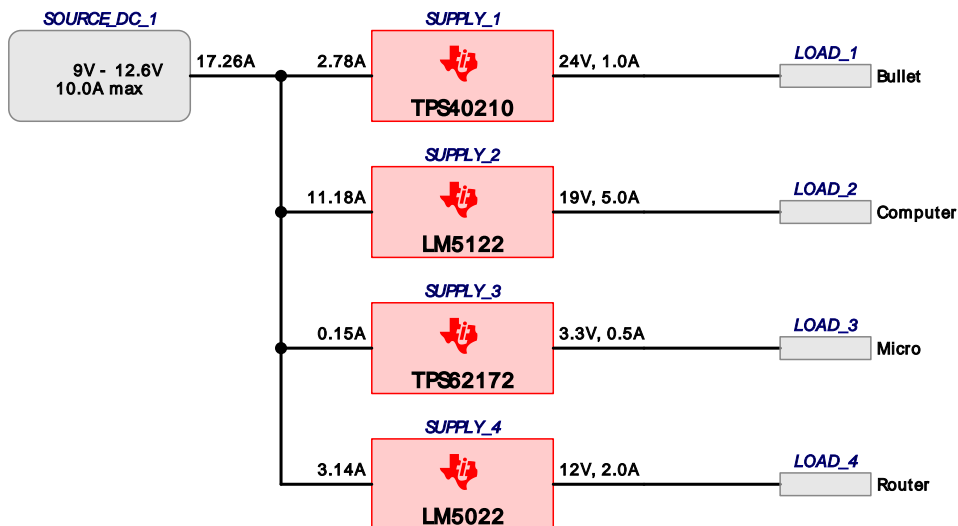 SOURCE_DC_1
9V - 12.6V
10.0A max
17.26A
SUPPLY_1
2.78A
TPS40210
24V, 1.0A
LOAD_1
Bullet
SUPPLY_2
11.18A
LM5122
19V, 5.0A
LOAD_2
Computer
SUPPLY_3
0.15A
TPS62172
3.3V, 0.5A
LOAD_3
Micro
SUPPLY_4
3.14A
LM5022
12V, 2.0A
LOAD_4
Router